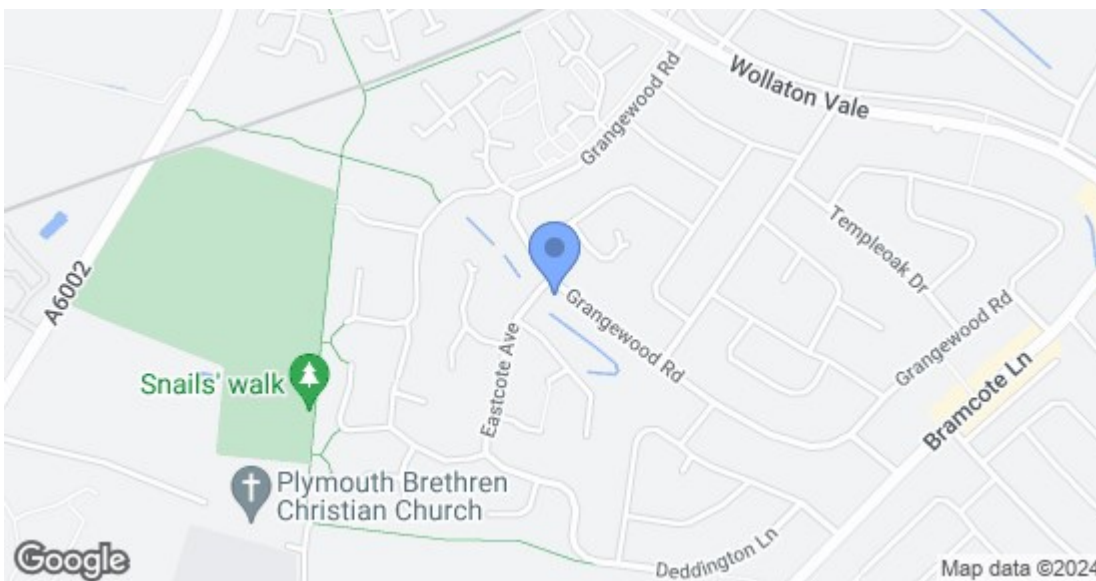 Wollaton Vale
Grangewood Rd
Templeoak Dr
A6002
Grangewood Rd
Grangewood Rd
Snails' walk
Eastcote Ave
Bramcote Ln
Plymouth Brethren
Christian Church
Deddington Ln
Google
Map data ©2024